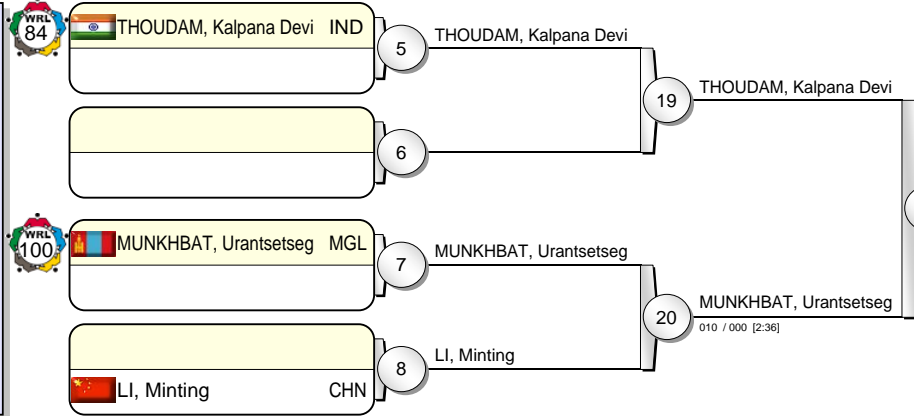 WRL
84
THOUDAM, Kalpana Devi IND
5
THOUDAM, Kalpana Devi
19
THOUDAM, Kalpana Devi
6
WRL
100
MUNKHBAT, Urantsetseg MGL
7
MUNKHBAT, Urantsetseg
20
MUNKHBAT, Urantsetseg
010 / 000 [2:36]
8
LI, Minting
LI, Minting CHN